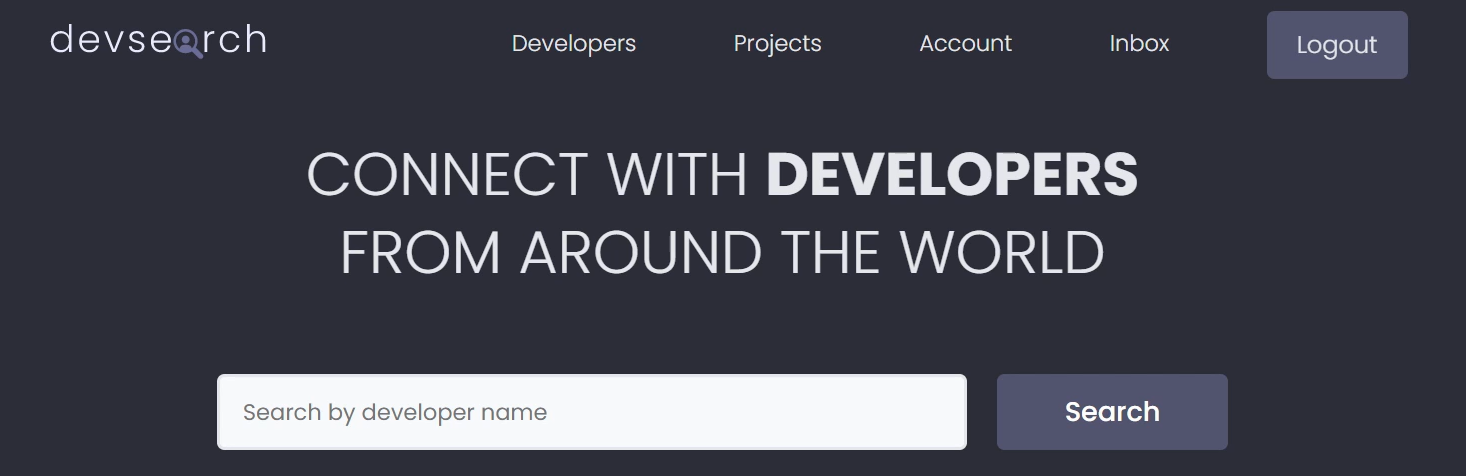 devsearch
Developers
Projects
Account
Inbox
Logout
CONNECT WITH DEVELOPERS
FROM AROUND THE WORLD
Search by developer name
Search